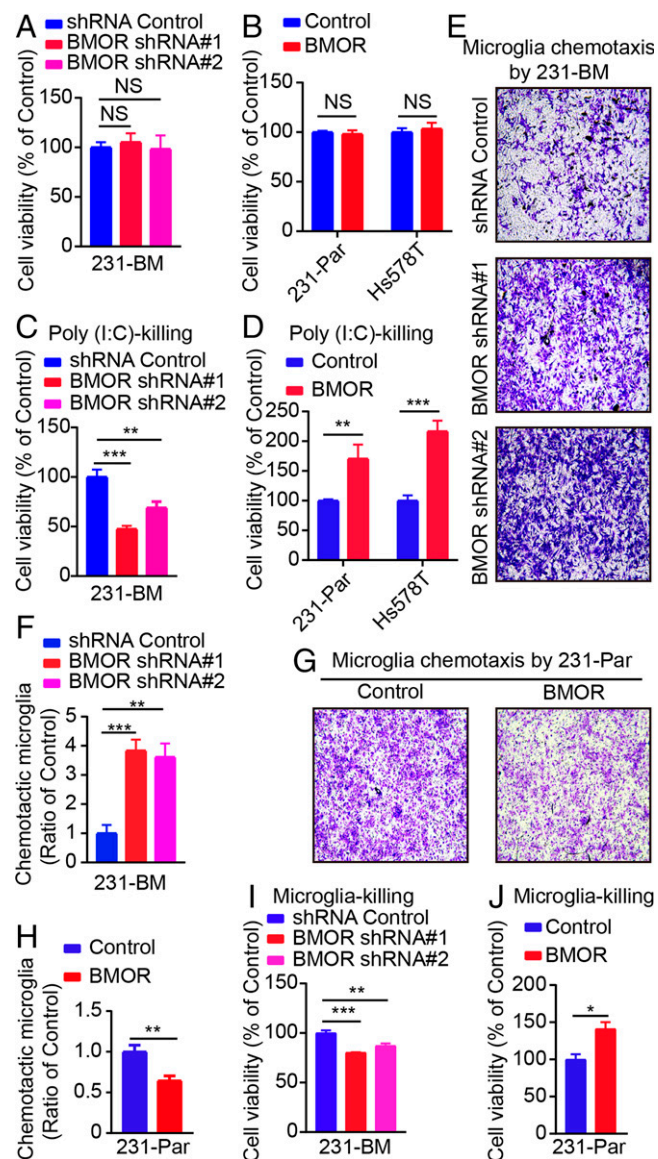 A
shRNA Control
BMOR shRNA#1
BMOR shRNA#2
Cell viability (% of Control)
150
100
50
0
NS
NS
231-BM
B
Control
BMOR
Cell viability (% of Control)
200
150
100
50
0
NS
NS
231-Par
Hs578T
C
Poly (I:C)-killing
shRNA Control
BMOR shRNA#1
BMOR shRNA#2
Cell viability (% of Control)
150
100
50
0
**
***
231-BM
D
Poly (I:C)-killing
Control
BMOR
Cell viability (% of Control)
250
200
150
100
50
0
**
***
231-Par
Hs578T
E
Microglia chemotaxis
by 231-BM
shRNA Control
BMOR shRNA#1
BMOR shRNA#2
F
shRNA Control
BMOR shRNA#1
BMOR shRNA#2
Chemotactic microglia
(Ratio of Control)
5
4
3
2
1
0
**
***
231-BM
G
Microglia chemotaxis by 231-Par
Control
BMOR
H
Control
BMOR
Chemotactic microglia
(Ratio of Control)
1.5
1.0
0.5
0
**
231-Par
I
Microglia-killing
shRNA Control
BMOR shRNA#1
BMOR shRNA#2
Cell viability (% of Control)
150
100
50
0
**
***
231-BM
J
Microglia-killing
Control
BMOR
Cell viability (% of Control)
200
150
100
50
0
*
231-Par